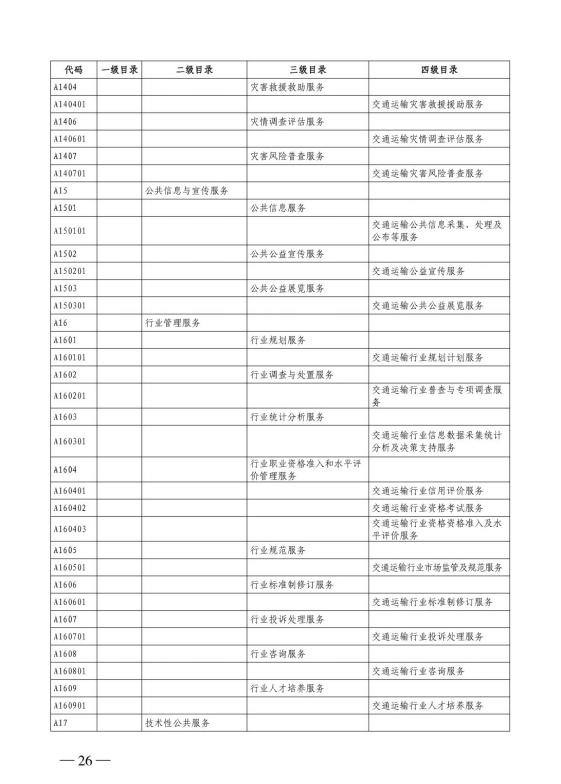 代码 一级目录 二级目录 三级目录 四级目录
A1404 灾害救援救助服务
A140401 交通运输灾害救援援助服务
A1406 灾情调查评估服务
A140601 交通运输灾情调查评估服务
A1407 灾害风险普查服务
A140701 交通运输灾害风险普查服务
A15 公共信息与宣传服务
A1501 公共信息服务
A150101 交通运输公共信息采集、处理及
公布等服务
A1502 公共公益宣传服务
A150201 交通运输公益宣传服务
A1503 公共公益展览服务
A150301 交通运输公共公益展览服务
A16 行业管理服务
A1601 行业规划服务
A160101 交通运输行业规划计划服务
A1602 行业调查与处置服务
A160201 交通运输行业普查与专项调查服
务
A1603 行业统计分析服务
A160301 交通运输行业信息数据采集统计
分析及决策支持服务
A1604 行业职业资格准入和水平评
价管理服务
A160401 交通运输行业信用评价服务
A160402 交通运输行业资格考试服务
A160403 交通运输行业资格资格准入及水
平评价服务
A1605 行业规范服务
A160501 交通运输行业市场监管及规范服务
A1606 行业标准制修订服务
A160601 交通运输行业标准制修订服务
A1607 行业投诉处理服务
A160701 交通运输行业投诉处理服务
A1608 行业咨询服务
A160801 交通运输行业咨询服务
A1609 行业人才培养服务
A160901 交通运输行业人才培养服务
A17 技术性公共服务
— 26 —